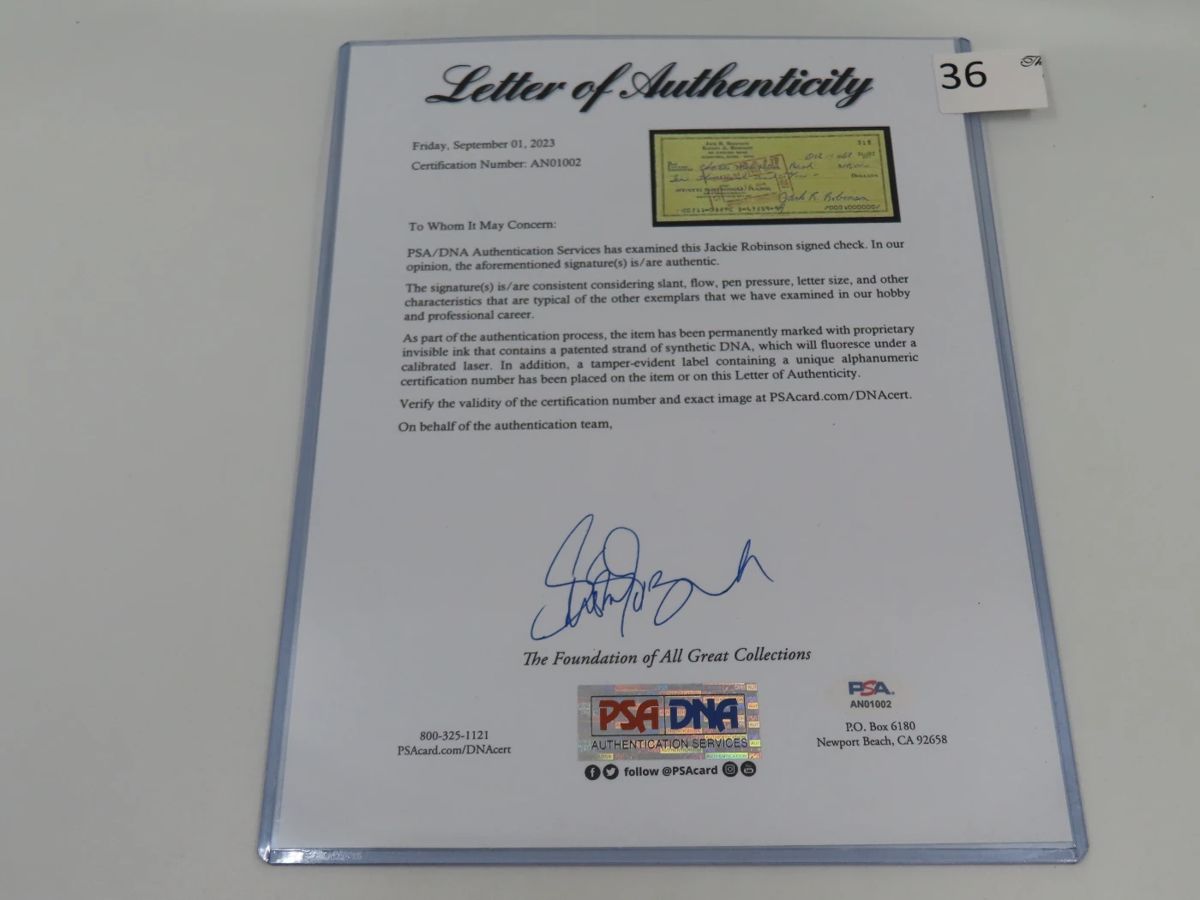 Letter of Authenticity
36
Friday, September 01, 2023
Certification Number: AN01002
Jack R. Robinson
318
Dollars
Jack R. Robinson
To Whom It May Concern:
PSA/DNA Authentication Services has examined this Jackie Robinson signed check. In our
opinion, the aforementioned signature(s) is/are authentic.
The signature(s) is/are consistent considering slant, flow, pen pressure, letter size, and other
characteristics that are typical of the other exemplars that we have examined in our hobby
and professional career.
As part of the authentication process, the item has been permanently marked with proprietary
invisible ink that contains a patented strand of synthetic DNA, which will fluoresce under a
calibrated laser. In addition, a tamper-evident label containing a unique alphanumeric
certification number has been placed on the item or on this Letter of Authenticity.
Verify the validity of the certification number and exact image at PSAcard.com/DNAcert.
On behalf of the authentication team,
The Foundation of All Great Collections
PSA DNA
AUTHENTICATION SERVICES
follow @PSAcard
800-325-1121
PSAcard.com/DNAcert
PSA.
AN01002
P.O. Box 6180
Newport Beach, CA 92658